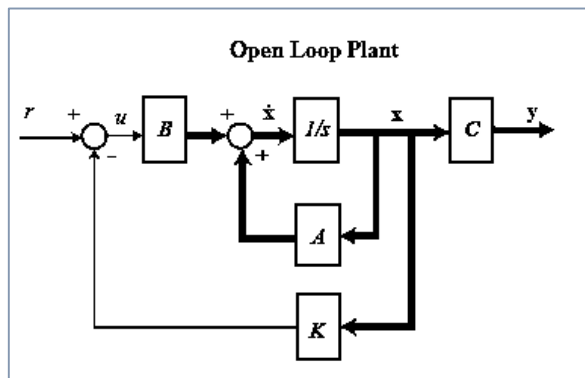 Open Loop Plant
r + u B + ẋ 1/s x C y
− +
A
K